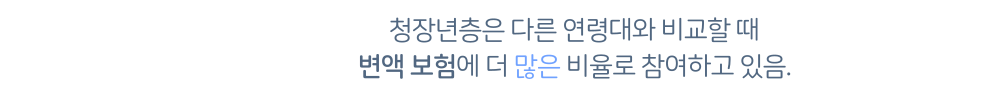 청장년층은 다른 연령대와 비교할 때
변액 보험에 더 많은 비율로 참여하고 있음.